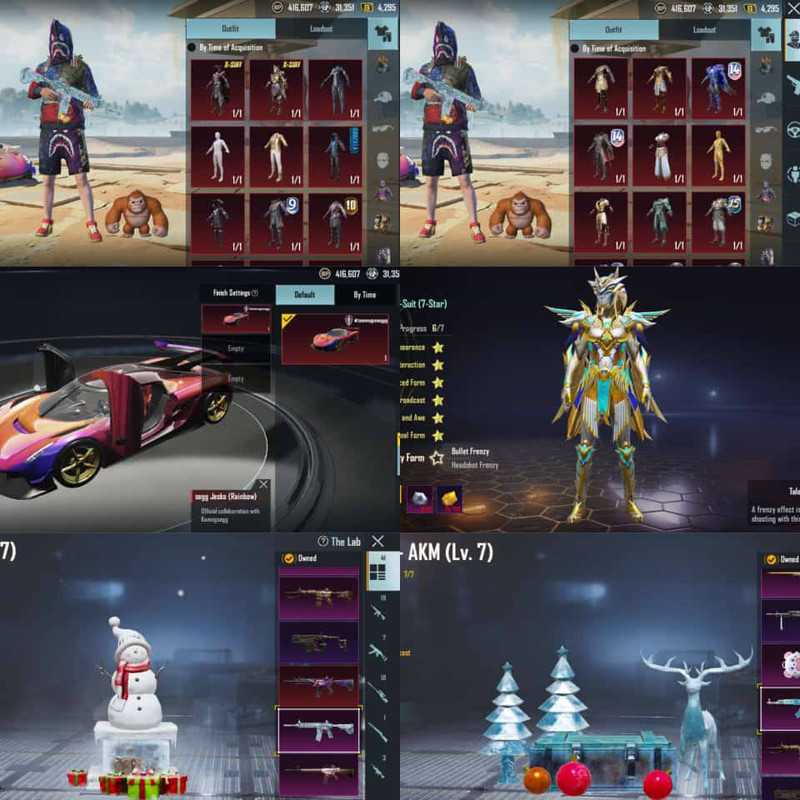 416,607 31,351 4,295
Outfit Loadout
By Time of Acquisition
X-SUIT X-SUIT
1/1 1/1 1/1
1/1 1/1 1/1
9 10
1/1 1/1 1/1
416,607 31,351 4,295
Outfit Loadout
By Time of Acquisition
14
1/1 1/1 1/1
14
1/1 1/1 1/1
15
1/1 1/1 1/1
416,607 31,35
Finish Settings Default By Time
Empty
Empty
1
segg Jesko (Rainbow)
Official collaboration with
Koenigsegg
-Suit (7-Star)
Progress 6/7
pearance
teraction
ced Form
roadcast
and Awe
nal Form
y Form
Bullet Frenzy
Headshot Frenzy
A frenzy effect
shooting with
7)
The Lab
Owned
- AKM (Lv. 7)
7/7
cast
Owned